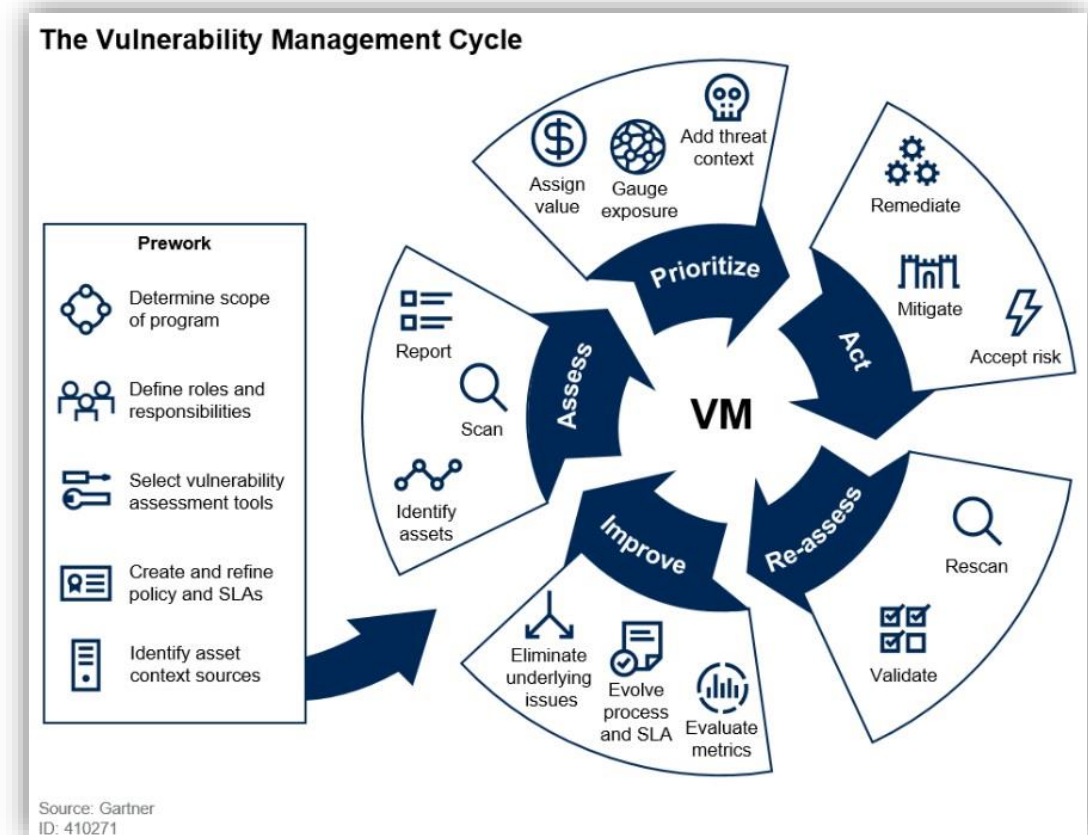 The Vulnerability Management Cycle
Prework
Determine scope
of program
Define roles and
responsibilities
Select vulnerability
assessment tools
Create and refine
policy and SLAs
Identify asset
context sources
Assess
Report
Scan
Identify
assets
Prioritize
Assign
value
Gauge
exposure
Add threat
context
Act
Remediate
Mitigate
Accept risk
Re-assess
Rescan
Validate
Improve
Eliminate
underlying
issues
Evolve
process
and SLA
Evaluate
metrics
VM
Source: Gartner
ID: 410271